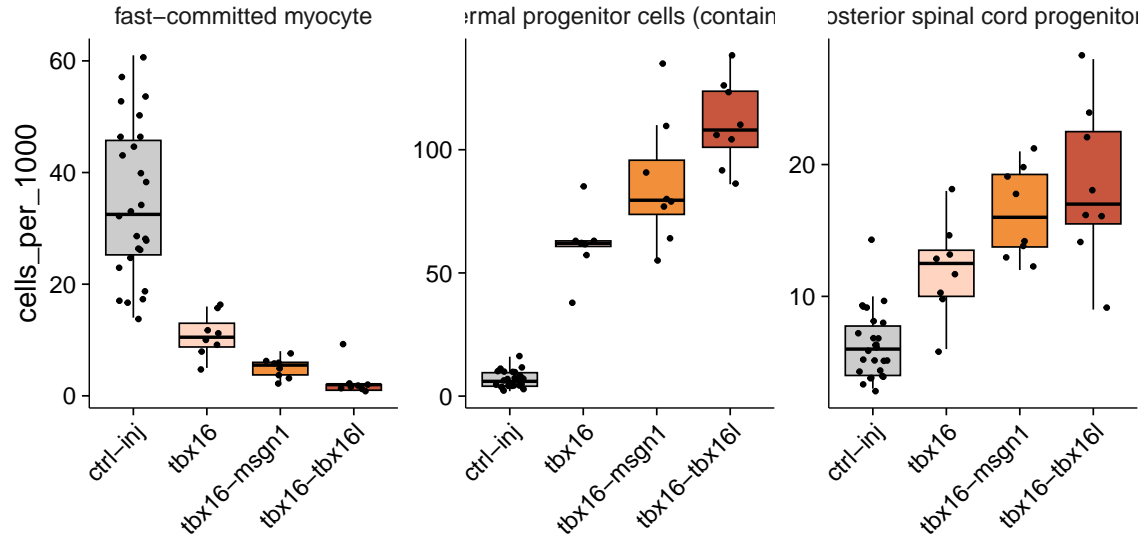 fast−committed myocyte
ermal progenitor cells (contain
osterior spinal cord progenitor
cells_per_1000
60
40
20
0
100
50
0
20
10
ctrl−inj
tbx16
tbx16−msgn1
tbx16−tbx16l
ctrl−inj
tbx16
tbx16−msgn1
tbx16−tbx16l
ctrl−inj
tbx16
tbx16−msgn1
tbx16−tbx16l